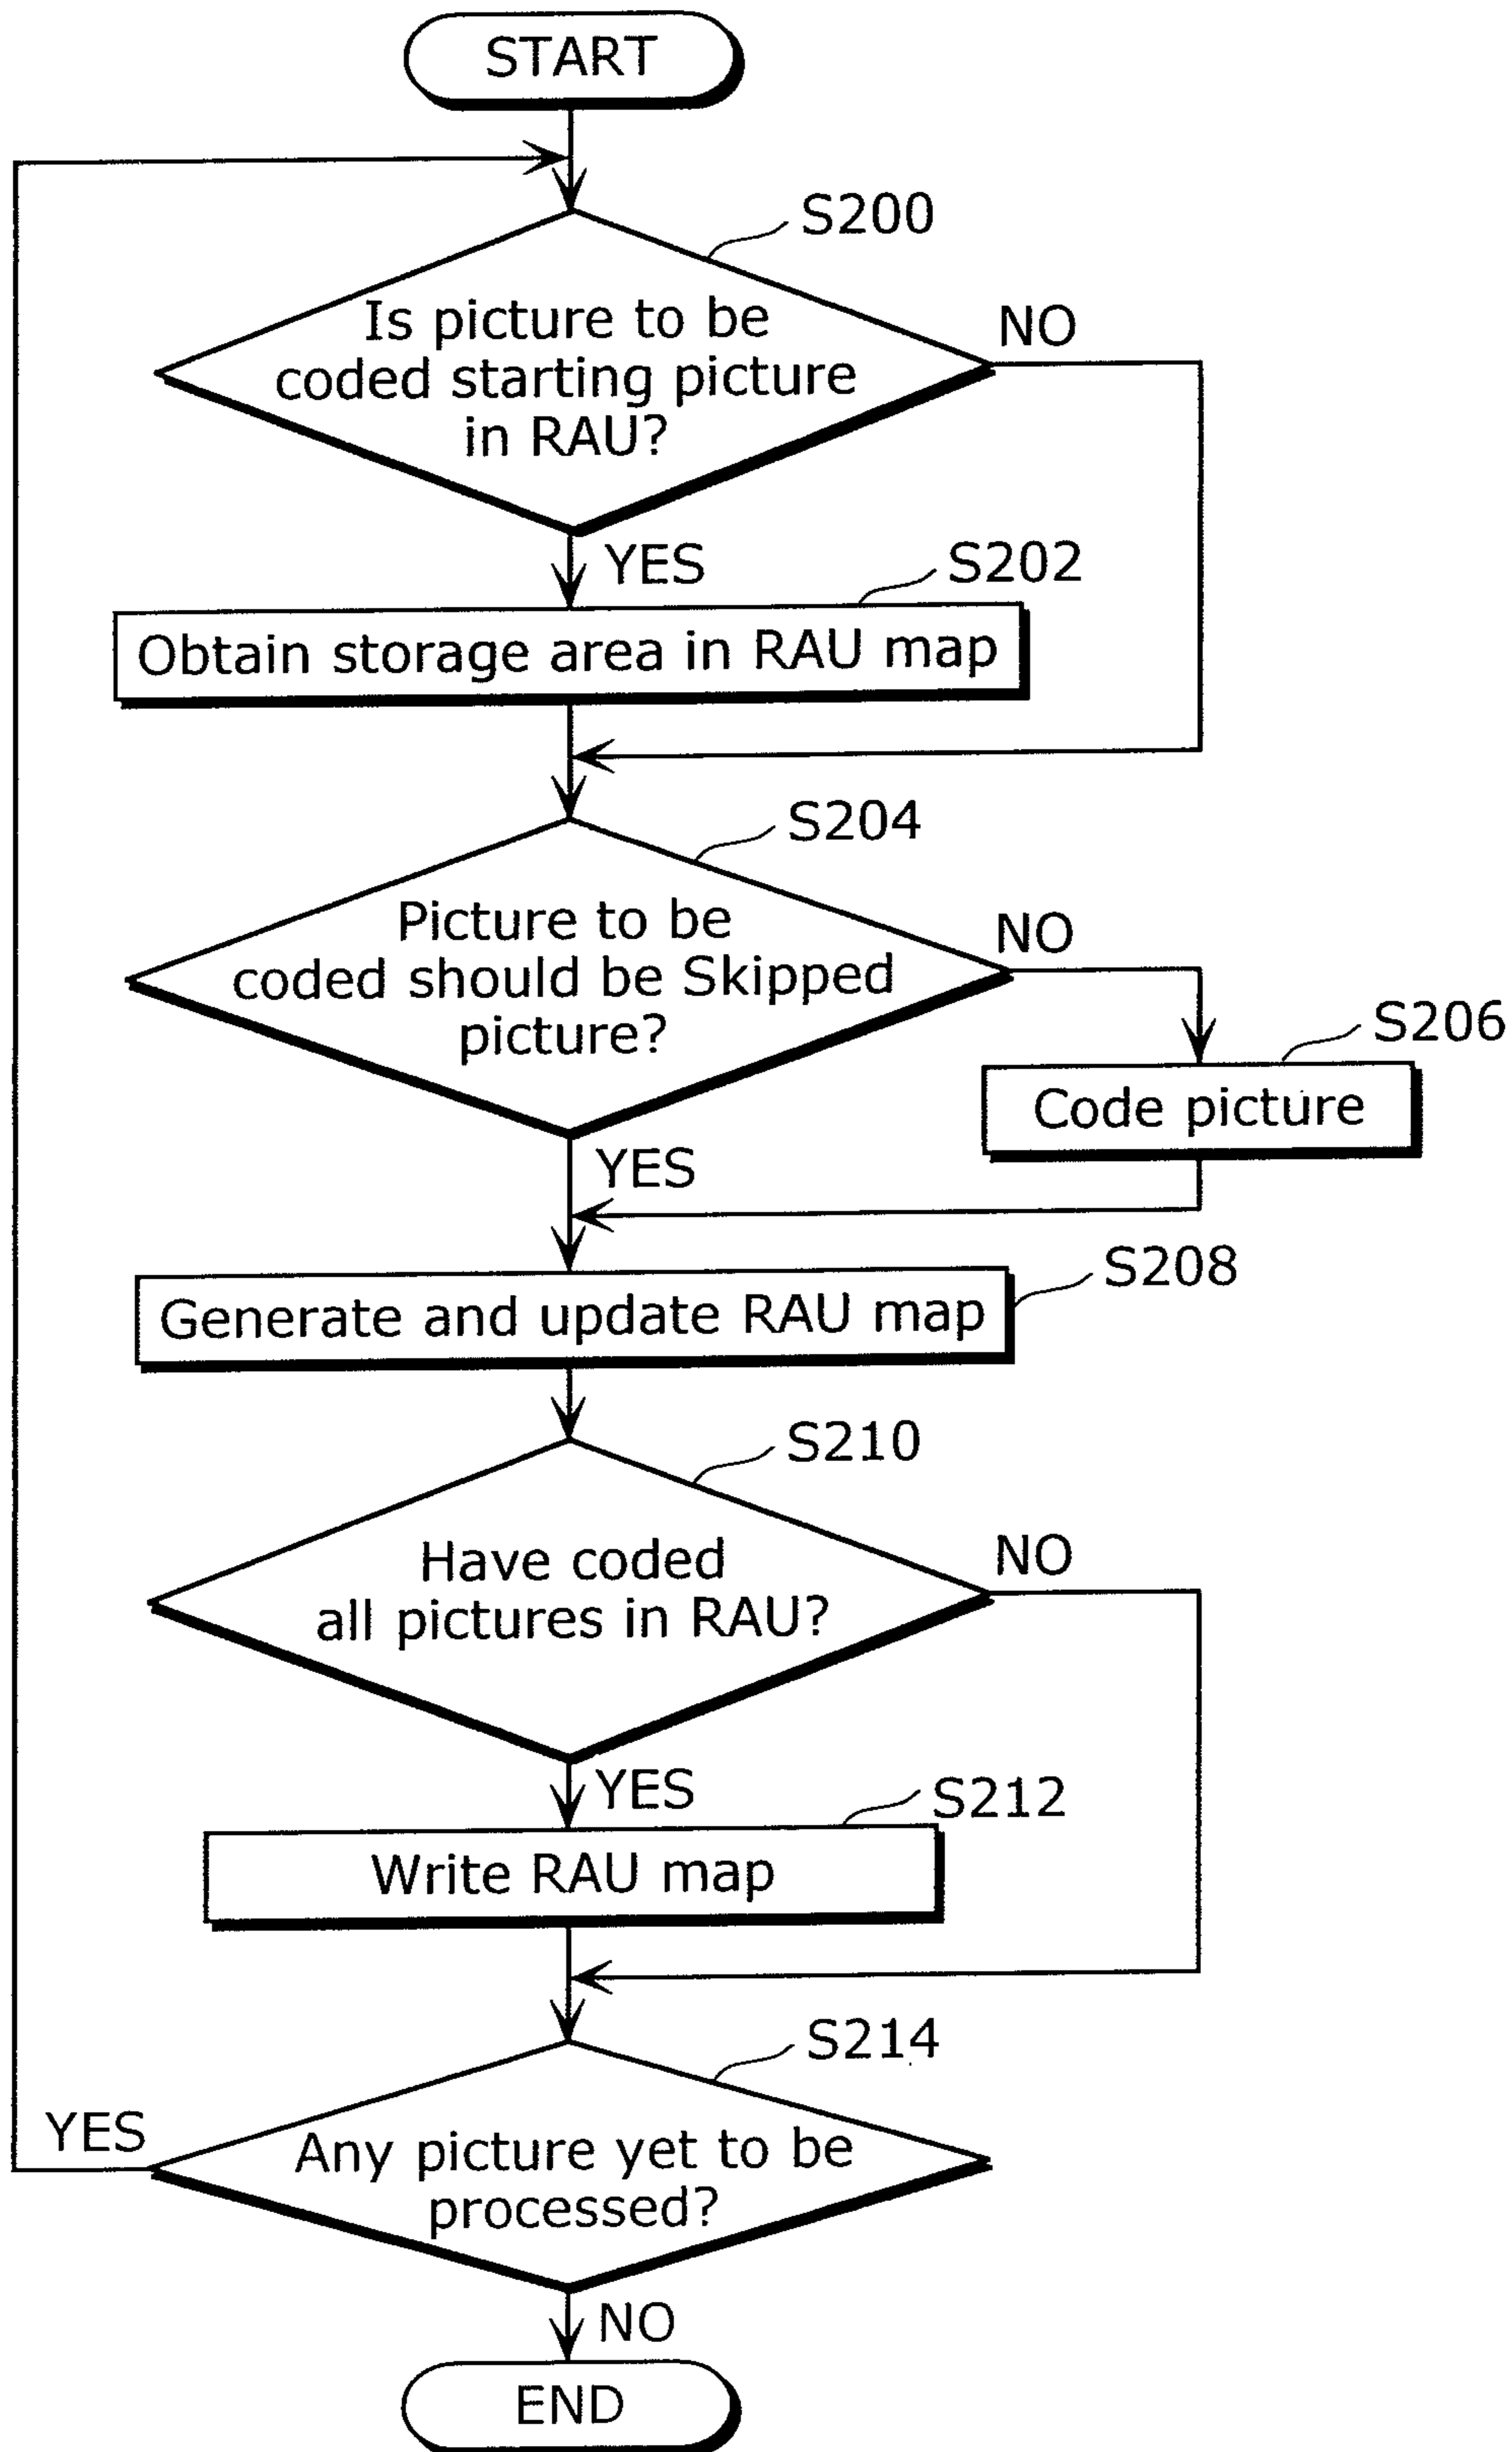 START
S200
Is picture to be
coded starting picture
in RAU?
NO
YES
S202
Obtain storage area in RAU map
S204
Picture to be
coded should be Skipped
picture?
NO
S206
Code picture
YES
S208
Generate and update RAU map
S210
Have coded
all pictures in RAU?
NO
YES
S212
Write RAU map
S214
YES
Any picture yet to be
processed?
NO
END